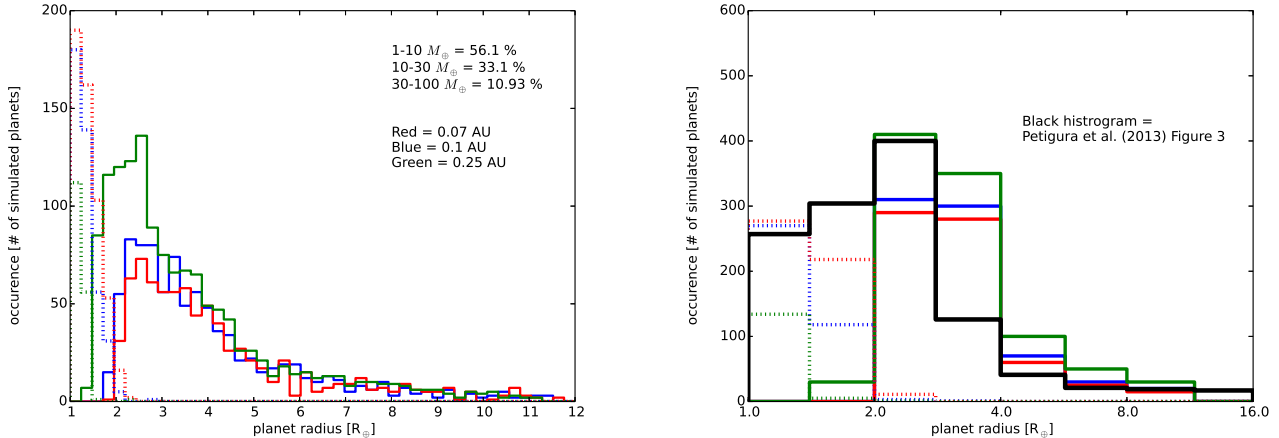 200
150
100
50
0
1 2 3 4 5 6 7 8 9 10 11 12
occurence [# of simulated planets]
planet radius [R⊕]
1-10 M⊕ = 56.1 %
10-30 M⊕ = 33.1 %
30-100 M⊕ = 10.93 %
Red = 0.07 AU
Blue = 0.1 AU
Green = 0.25 AU
600
500
400
300
200
100
0
1.0 2.0 4.0 8.0 16.0
occurence [# of simulated planets]
planet radius [R⊕]
Black histrogram =
Petigura et al. (2013) Figure 3